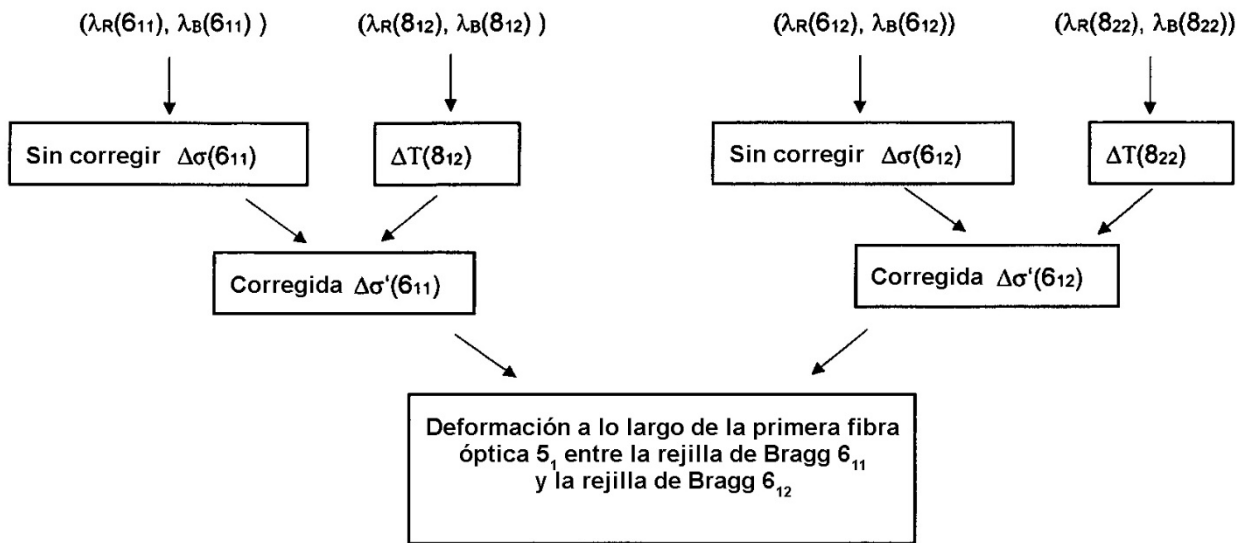 (λR(6₁₁), λB(6₁₁) ) (λR(8₁₂), λB(8₁₂) ) (λR(6₁₂), λB(6₁₂)) (λR(8₂₂), λB(8₂₂))
Sin corregir Δσ(6₁₁) ΔT(8₁₂) Sin corregir Δσ(6₁₂) ΔT(8₂₂)
Corregida Δσ‘(6₁₁) Corregida Δσ‘(6₁₂)
Deformación a lo largo de la primera fibra
óptica 5₁ entre la rejilla de Bragg 6₁₁
y la rejilla de Bragg 6₁₂